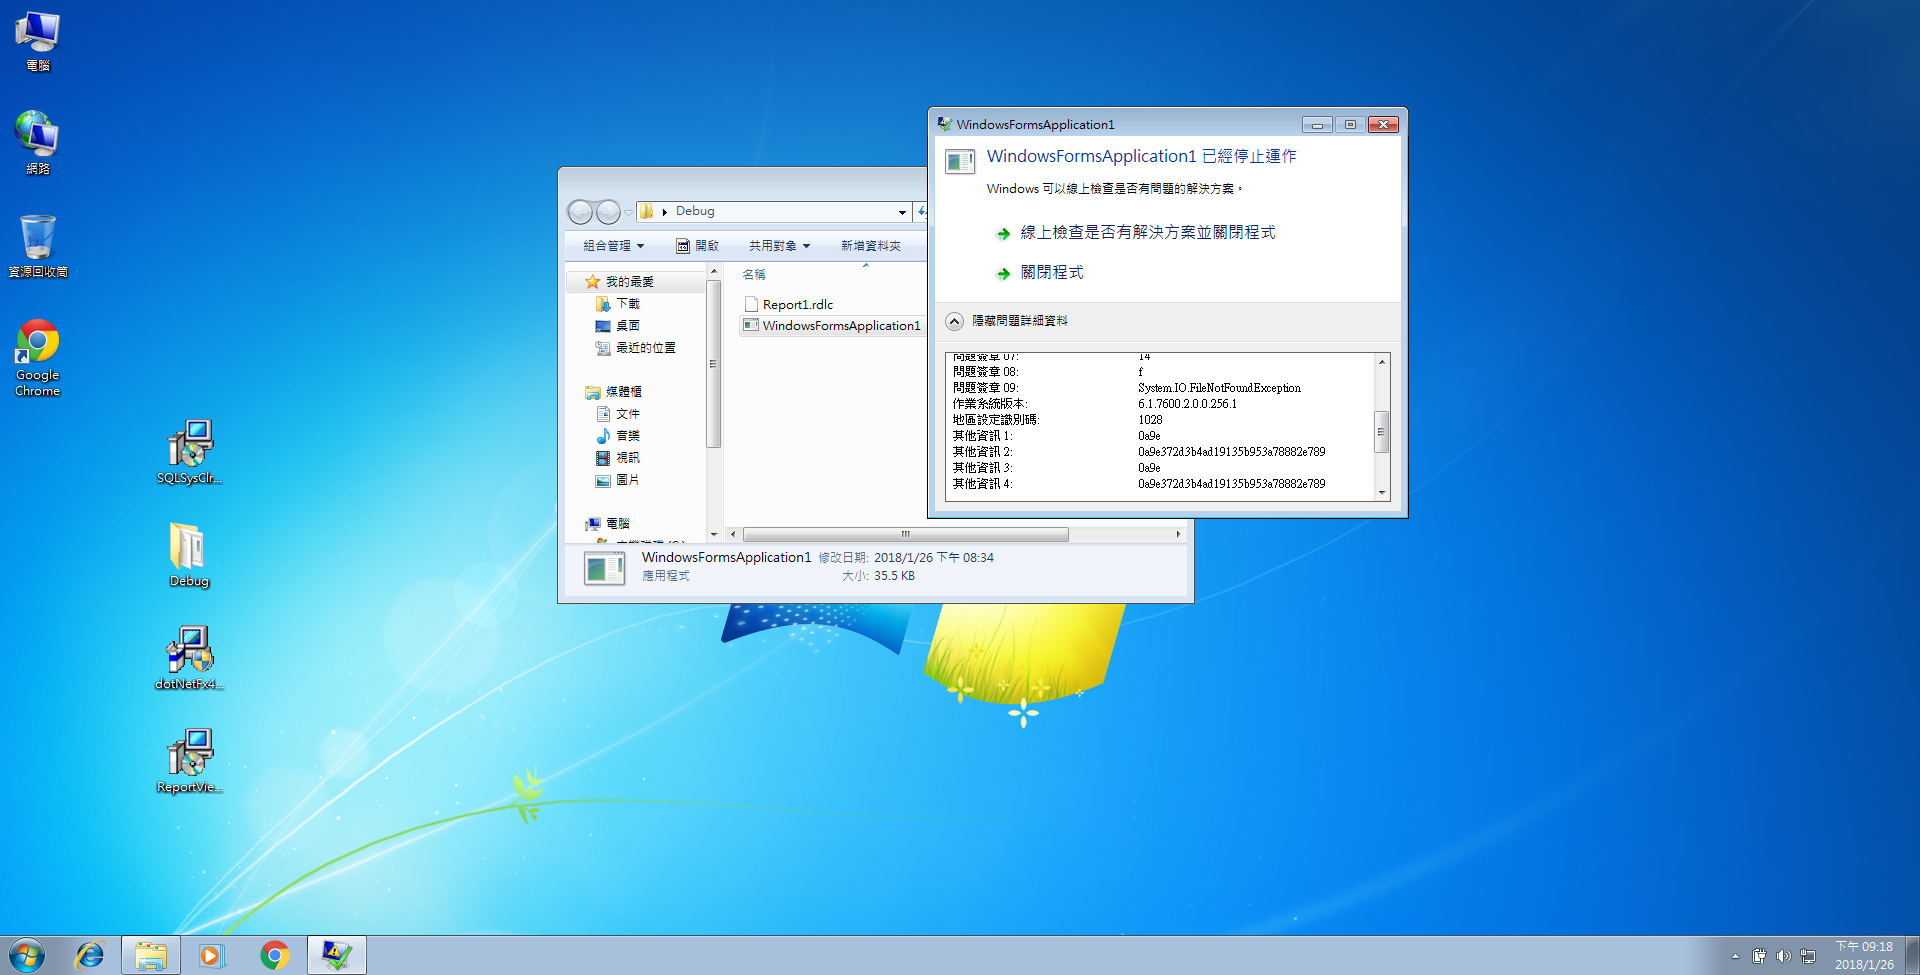 電腦
網路
資源回收筒
Google
Chrome
SQLSysClr...
Debug
dotNetFx4...
ReportVie...
Debug
組合管理
開啟
共用對象
新增資料夾
我的最愛
下載
桌面
最近的位置
媒體櫃
文件
音樂
視訊
圖片
電腦
名稱
Report1.rdlc
WindowsFormsApplication1
WindowsFormsApplication1 修改日期: 2018/1/26 下午 08:34
應用程式 大小: 35.5 KB
WindowsFormsApplication1
WindowsFormsApplication1 已經停止運作
Windows 可以線上檢查是否有問題的解決方案。
線上檢查是否有解決方案並關閉程式
關閉程式
隱藏問題詳細資料
問題簽章 07: 14
問題簽章 08: f
問題簽章 09: System.IO.FileNotFoundException
作業系統版本: 6.1.7600.2.0.0.256.1
地區設定識別碼: 1028
其他資訊 1: 0a9e
其他資訊 2: 0a9e372d3b4ad19135b953a78882e789
其他資訊 3: 0a9e
其他資訊 4: 0a9e372d3b4ad19135b953a78882e789
下午 09:18
2018/1/26